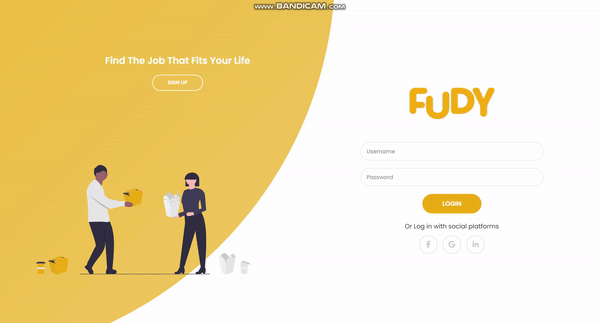 www.BANDICAM.com
Find The Job That Fits Your Life
SIGN UP
FUDY
Username
Password
LOGIN
Or Log in with social platforms
f
G
in